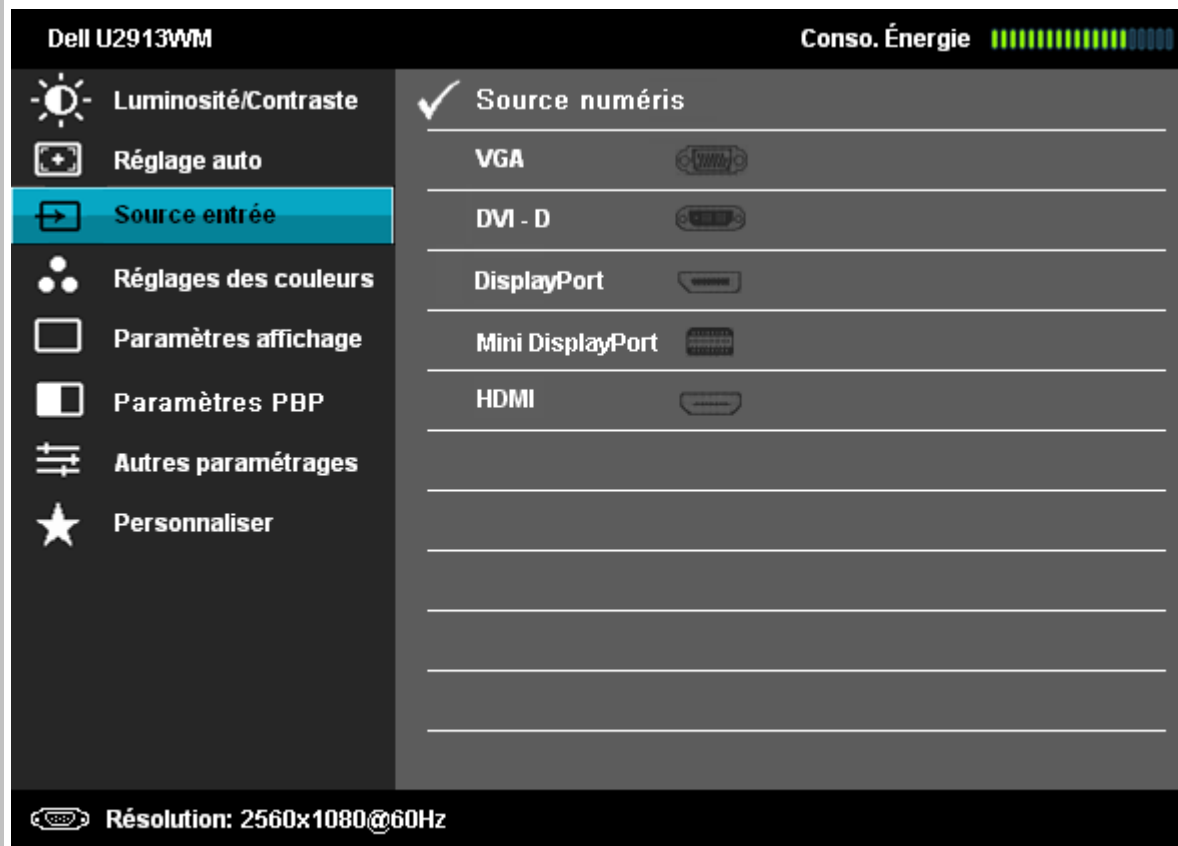 Dell U2913WM
Conso. Énergie
Luminosité/Contraste
Réglage auto
Source entrée
Réglages des couleurs
Paramètres affichage
Paramètres PBP
Autres paramétrages
Personnaliser
Source numéris
VGA
DVI - D
DisplayPort
Mini DisplayPort
HDMI
Résolution: 2560x1080@60Hz